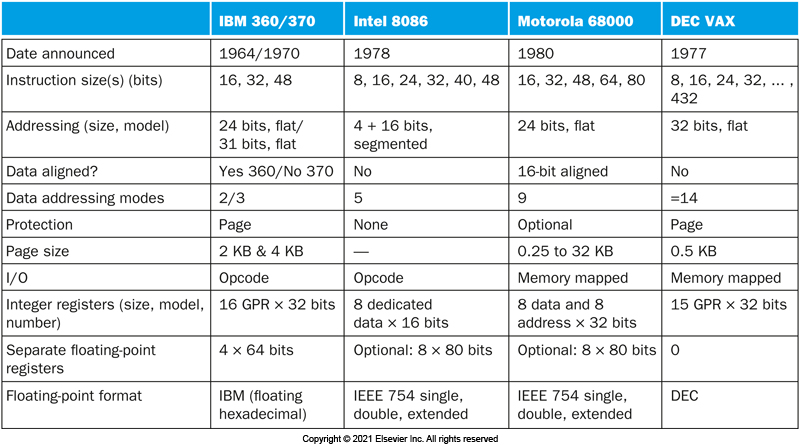 IBM 360/370 Intel 8086 Motorola 68000 DEC VAX
Date announced 1964/1970 1978 1980 1977
Instruction size(s) (bits) 16, 32, 48 8, 16, 24, 32, 40, 48 16, 32, 48, 64, 80 8, 16, 24, 32, ... ,
432
Addressing (size, model) 24 bits, flat/ 4 + 16 bits, 24 bits, flat 32 bits, flat
31 bits, flat segmented
Data aligned? Yes 360/No 370 No 16-bit aligned No
Data addressing modes 2/3 5 9 =14
Protection Page None Optional Page
Page size 2 KB & 4 KB — 0.25 to 32 KB 0.5 KB
I/O Opcode Opcode Memory mapped Memory mapped
Integer registers (size, model, 16 GPR × 32 bits 8 dedicated 8 data and 8 15 GPR × 32 bits
number) data × 16 bits address × 32 bits
Separate floating-point 4 × 64 bits Optional: 8 × 80 bits Optional: 8 × 80 bits 0
registers
Floating-point format IBM (floating IEEE 754 single, IEEE 754 single, DEC
hexadecimal) double, extended double, extended
Copyright © 2021 Elsevier Inc. All rights reserved